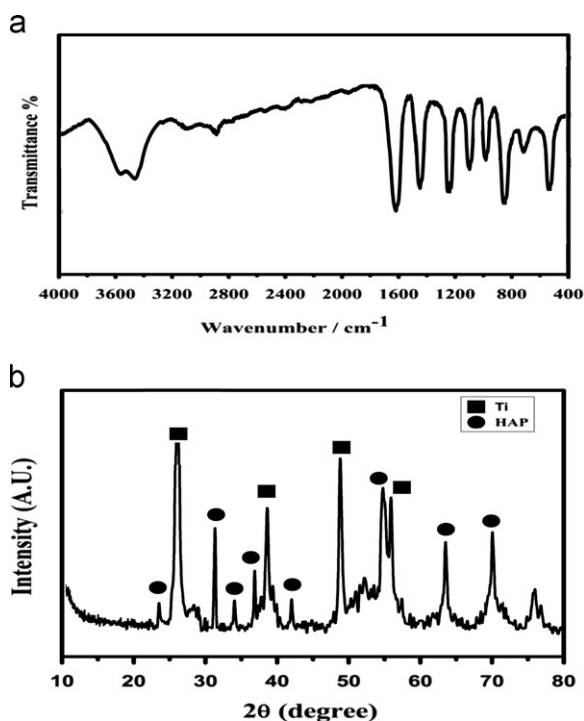 a
Transmittance %
4000 3600 3200 2800 2400 2000 1600 1200 800 400
Wavenumber / cm⁻¹
b
Ti
HAP
Intensity (A.U.)
10 20 30 40 50 60 70 80
2θ (degree)